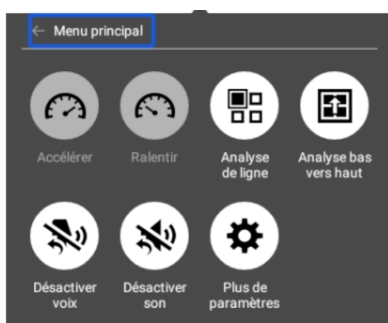 Menu principal
Accélérer
Ralentir
Analyse
de ligne
Analyse bas
vers haut
Désactiver
voix
Désactiver
son
Plus de
paramètres